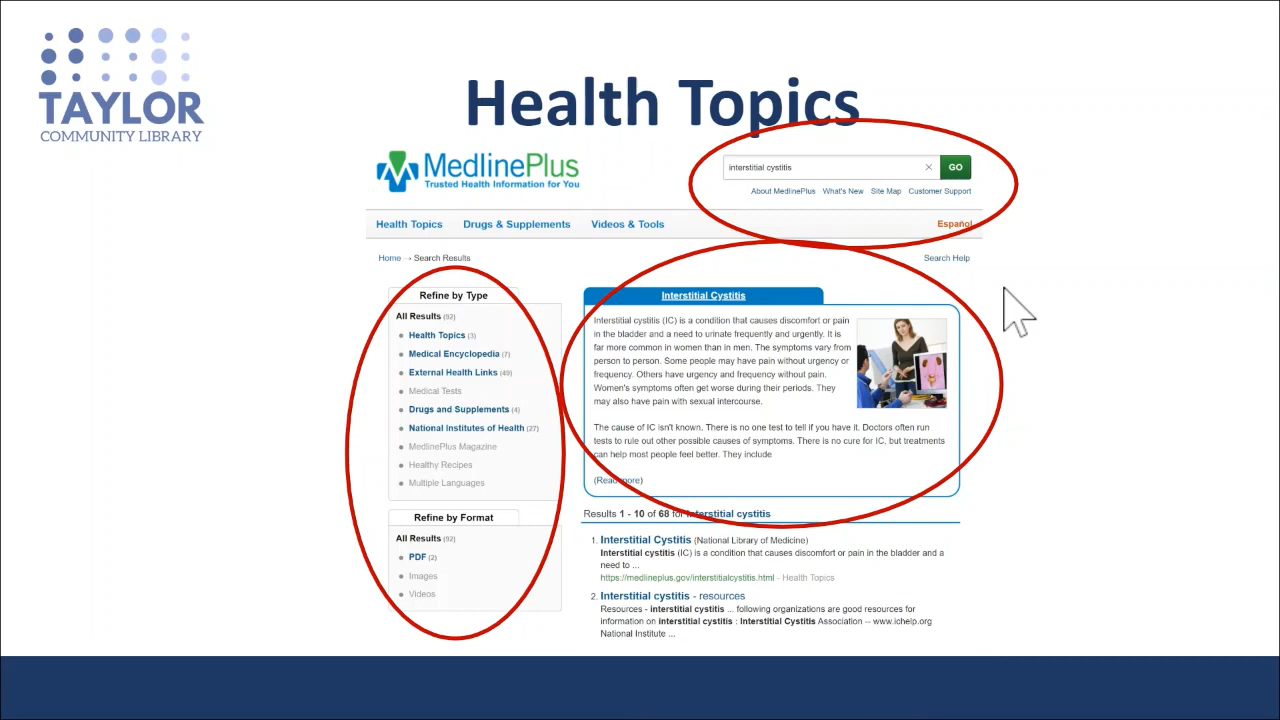 TAYLOR
COMMUNITY LIBRARY
Health Topics
MedlinePlus
Trusted Health Information for You
interstitial cystitis
GO
About MedlinePlus What's New Site Map Customer Support
Health Topics Drugs & Supplements Videos & Tools
Español
Home → Search Results
Search Help
Refine by Type
All Results (92)
Health Topics (3)
Medical Encyclopedia (7)
External Health Links (49)
Medical Tests
Drugs and Supplements (4)
National Institutes of Health (27)
MedlinePlus Magazine
Healthy Recipes
Multiple Languages
Refine by Format
All Results (92)
PDF (2)
Images
Videos
Interstitial Cystitis
Interstitial cystitis (IC) is a condition that causes discomfort or pain
in the bladder and a need to urinate frequently and urgently. It is
far more common in women than in men. The symptoms vary from
person to person. Some people may have pain without urgency or
frequency. Others have urgency and frequency without pain.
Women's symptoms often get worse during their periods. They
may also have pain with sexual intercourse.
The cause of IC isn't known. There is no one test to tell if you have it. Doctors often run
tests to rule out other possible causes of symptoms. There is no cure for IC, but treatments
can help most people feel better. They include
(Read more)
Results 1 - 10 of 68 for interstitial cystitis
1. Interstitial Cystitis (National Library of Medicine)
Interstitial cystitis (IC) is a condition that causes discomfort or pain in the bladder and a
need to ...
https://medlineplus.gov/interstitialcystitis.html - Health Topics
2. Interstitial cystitis - resources
Resources - interstitial cystitis ... following organizations are good resources for
information on interstitial cystitis : Interstitial Cystitis Association -- www.ichelp.org
National Institute ...